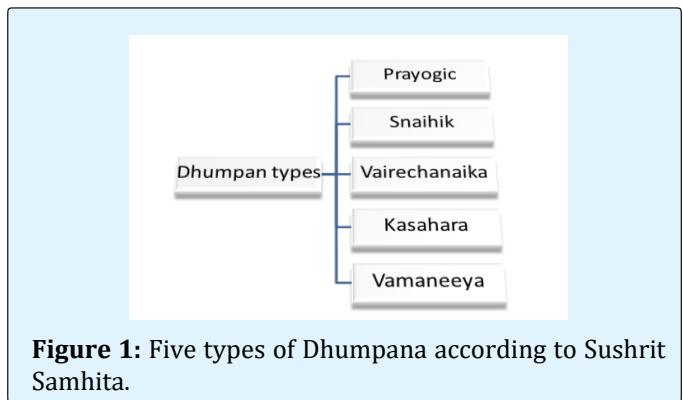 Prayogic
Snaihik
Dhumpan types
Vairechanaika
Kasahara
Vamaneeya
Figure 1: Five types of Dhumpana according to Sushrit
Samhita.